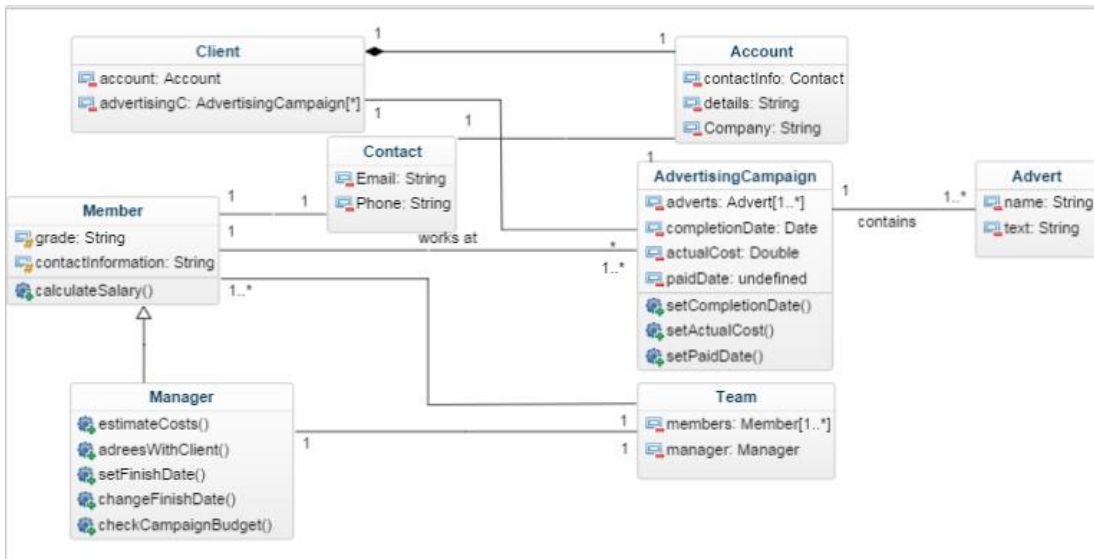 Client
account: Account
advertisingC: AdvertisingCampaign[*]
1
1
1
Account
contactInfo: Contact
details: String
Company: String
1
1
Contact
Email: String
Phone: String
1
AdvertisingCampaign
adverts: Advert[1..*]
completionDate: Date
actualCost: Double
paidDate: undefined
setCompletionDate()
setActualCost()
setPaidDate()
1
contains
1..*
Advert
name: String
text: String
Member
grade: String
contactInformation: String
calculateSalary()
1
1
works at
*
1..*
1..*
Manager
estimateCosts()
adreesWithClient()
setFinishDate()
changeFinishDate()
checkCampaignBudget()
1
1
1
Team
members: Member[1..*]
manager: Manager